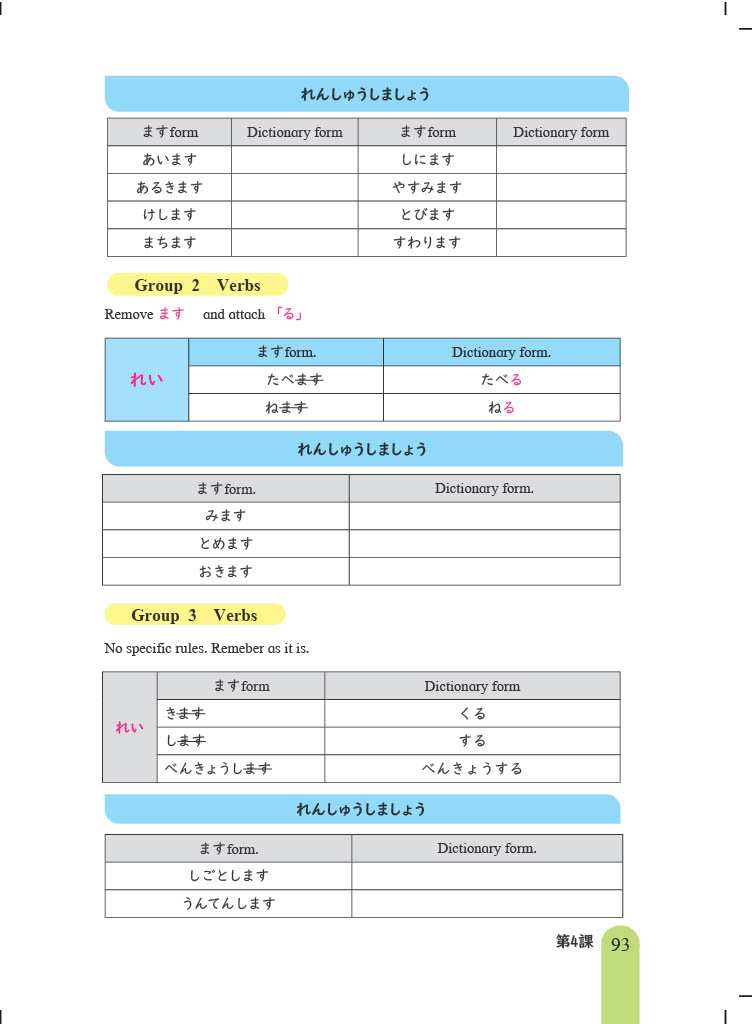 れんしゅうしましょう
ますform Dictionary form ますform Dictionary form
あいます しにます
あるきます やすみます
けします とびます
まちます すわります
Group 2 Verbs
Remove ます and attach 「る」
れい
ますform. Dictionary form.
たべます たべる
ねます ねる
れんしゅうしましょう
ますform. Dictionary form.
みます
とめます
おきます
Group 3 Verbs
No specific rules. Remeber as it is.
れい
ますform Dictionary form
きます くる
します する
べんきょうします べんきょうする
れんしゅうしましょう
ますform. Dictionary form.
しごとします
うんてんします
第4課 93